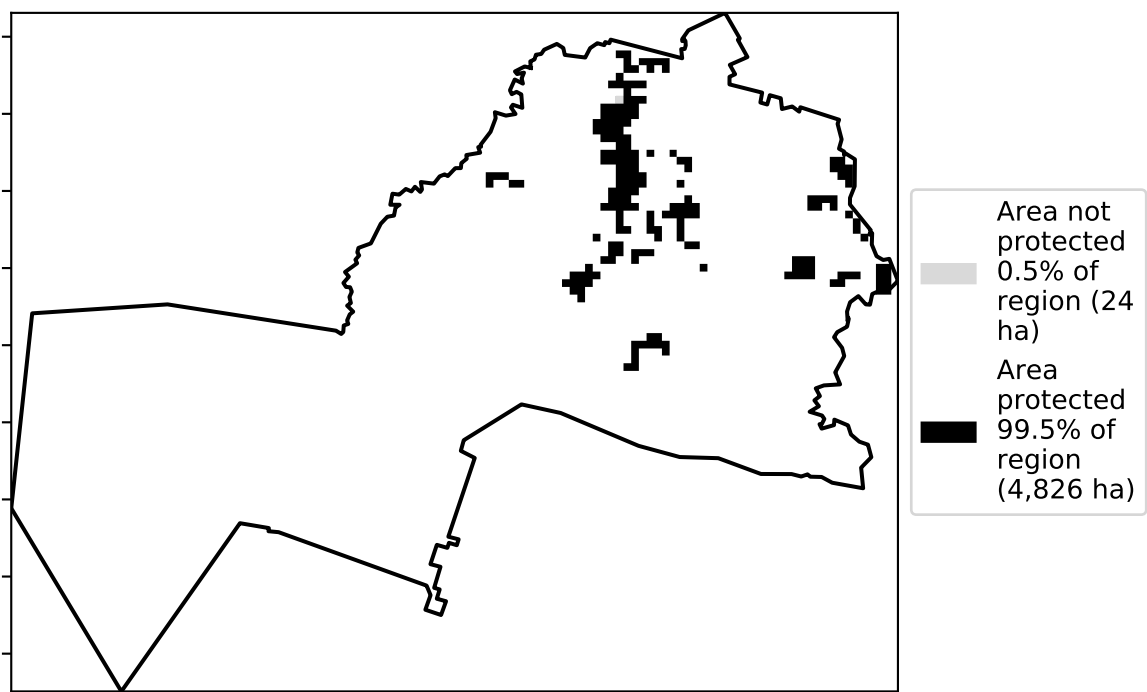 Area not
protected
0.5% of
region (24
ha)
Area
protected
99.5% of
region
(4,826 ha)